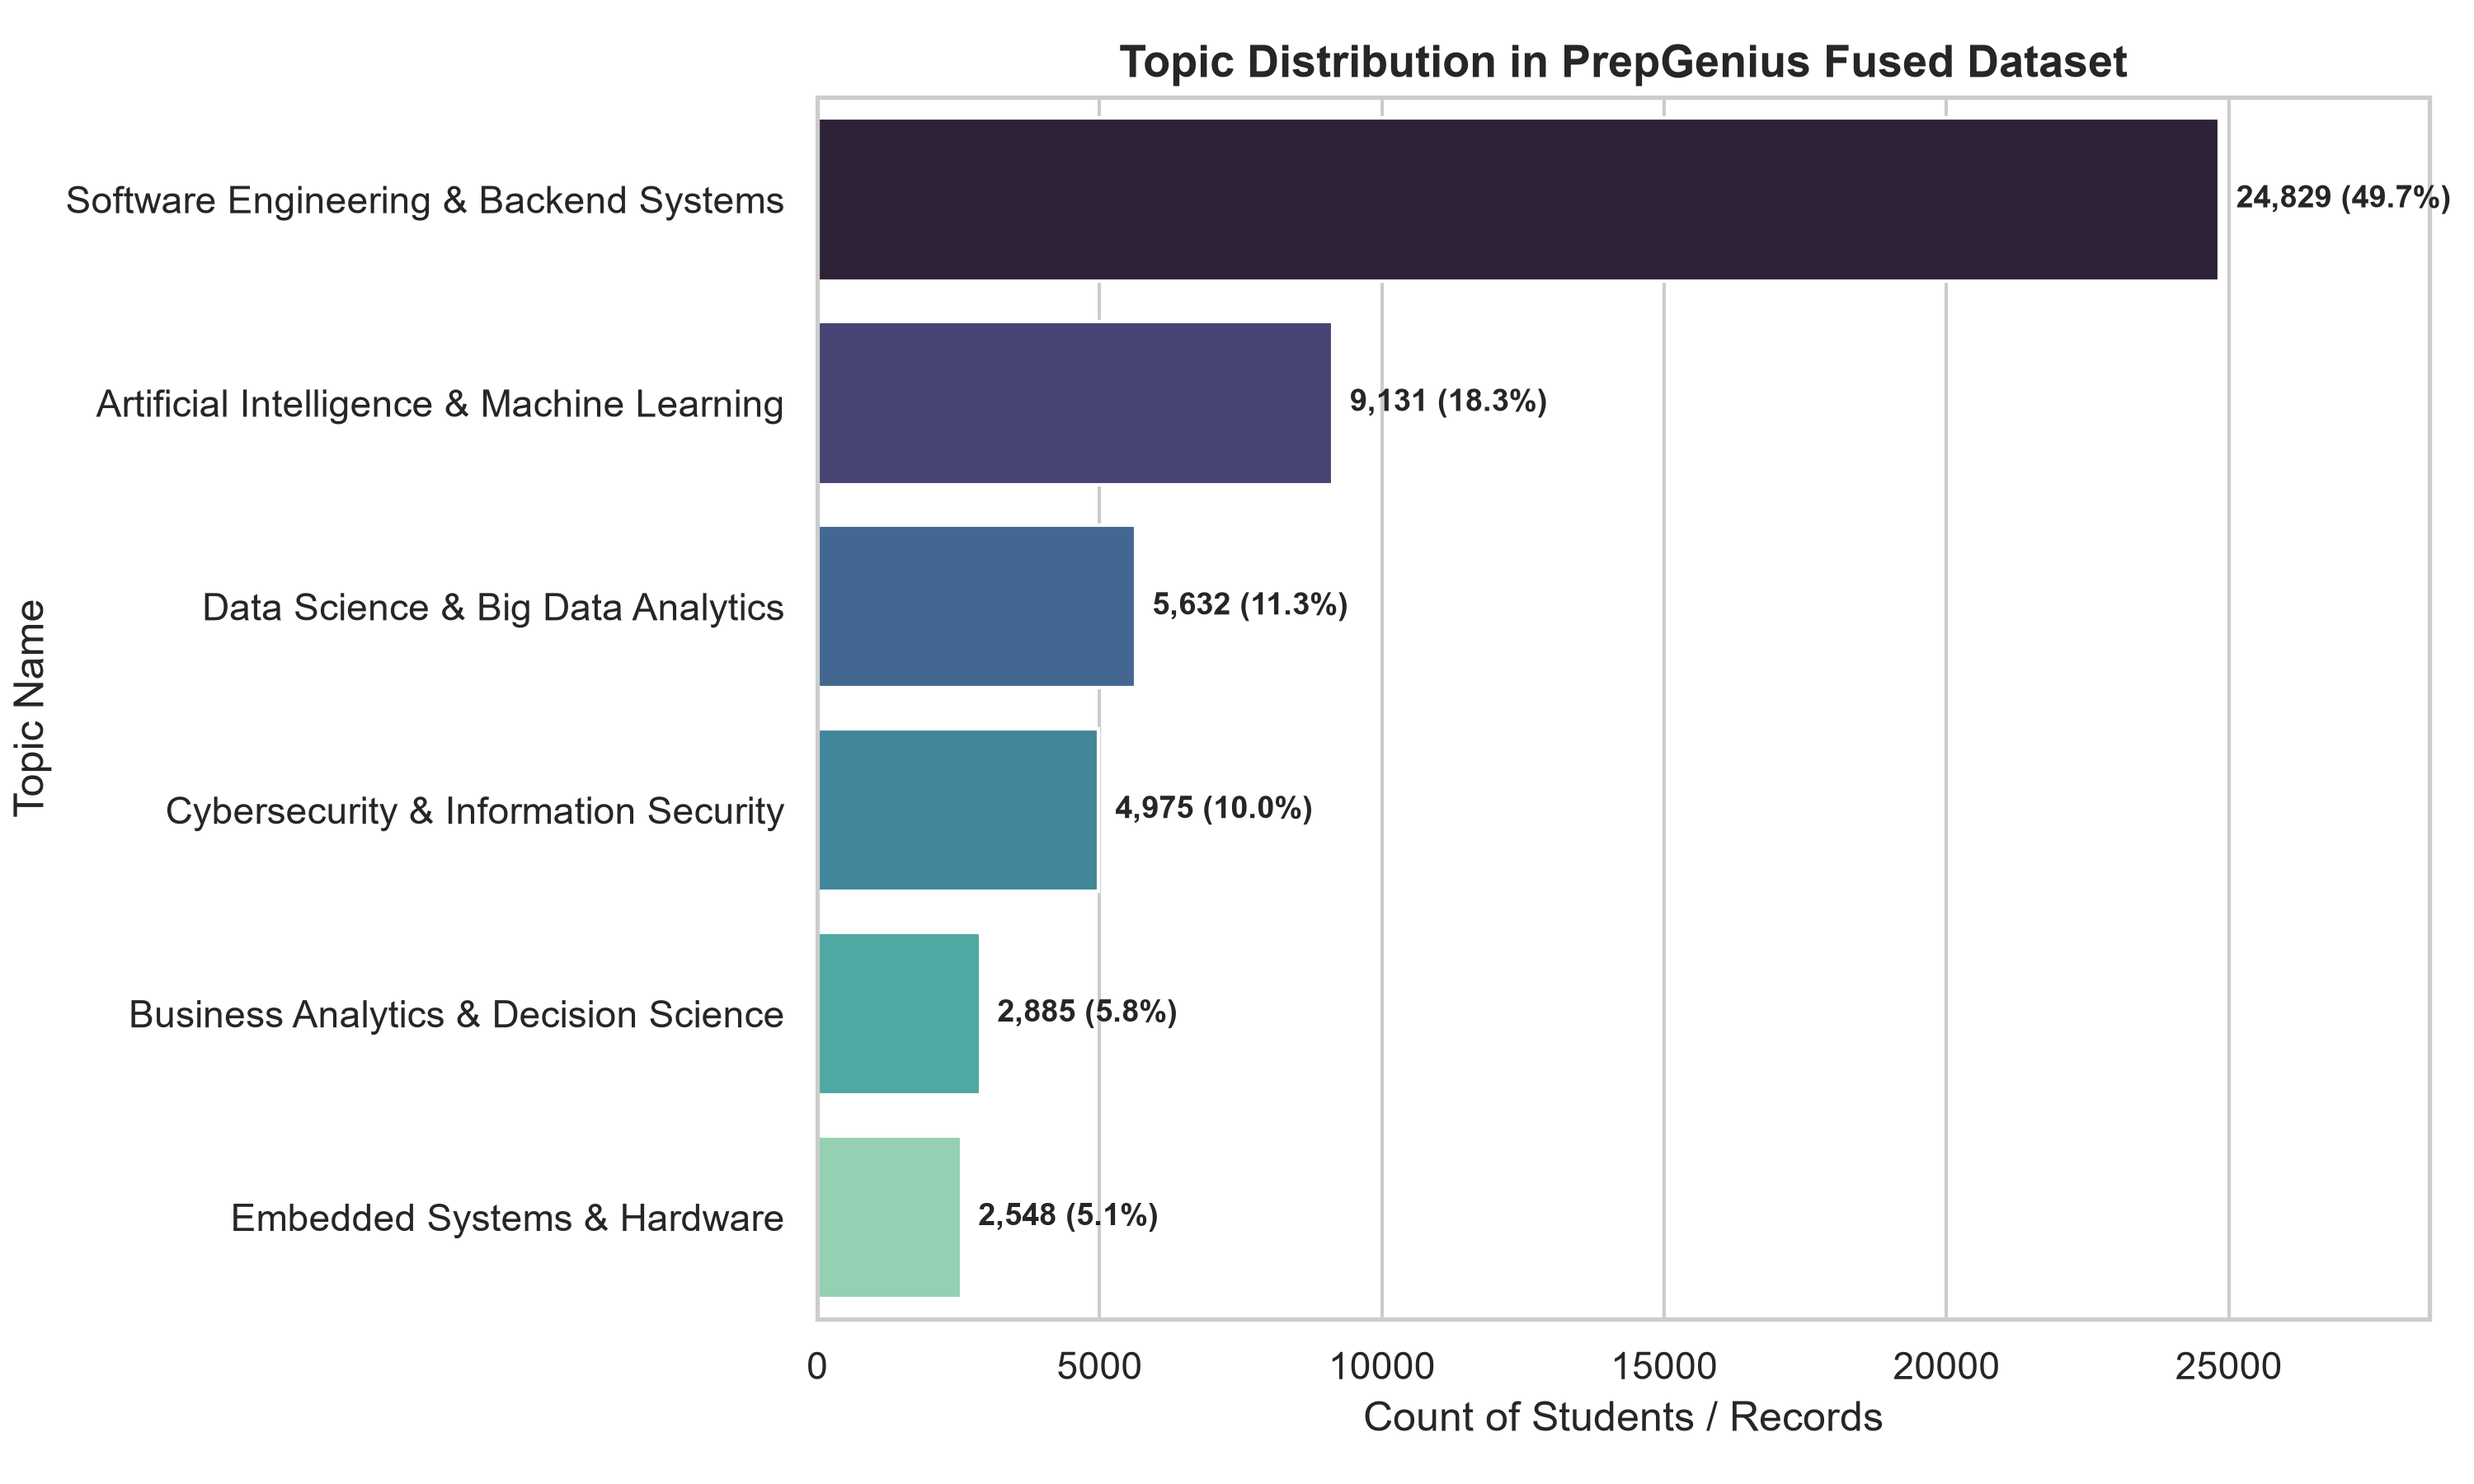 Topic Distribution in PrepGenius Fused Dataset
Topic Name
Software Engineering & Backend Systems
24,829 (49.7%)
Artificial Intelligence & Machine Learning
9,131 (18.3%)
Data Science & Big Data Analytics
5,632 (11.3%)
Cybersecurity & Information Security
4,975 (10.0%)
Business Analytics & Decision Science
2,885 (5.8%)
Embedded Systems & Hardware
2,548 (5.1%)
0 5000 10000 15000 20000 25000
Count of Students / Records